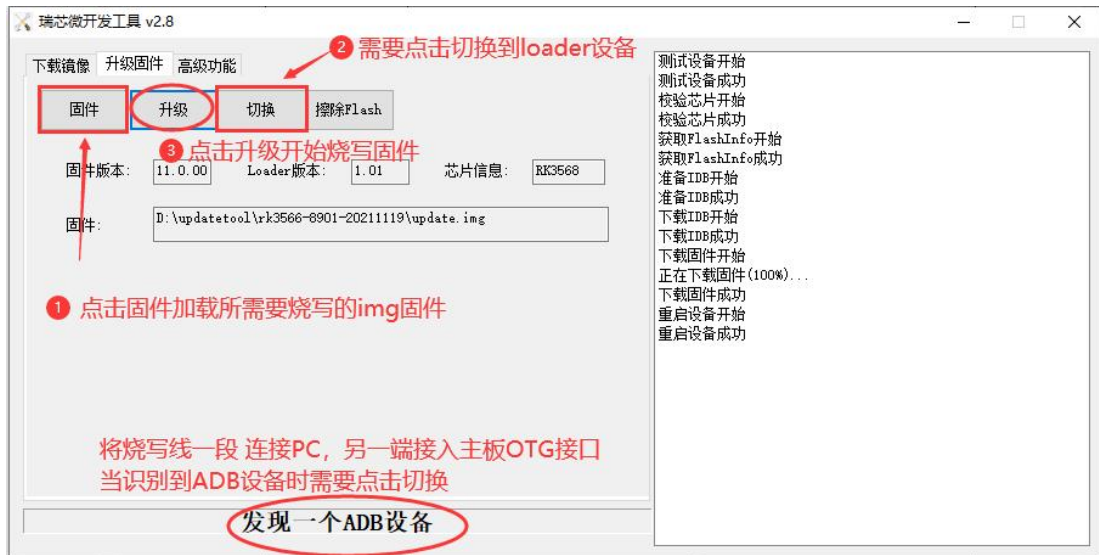 瑞芯微开发工具 v2.8
② 需要点击切换到loader设备
下载镜像 升级固件 高级功能
固件 升级 切换 擦除Flash
③ 点击升级开始烧写固件
固件版本: 11.0.00 Loader版本: 1.01 芯片信息: RK3568
固件: D:\updatetool\rk3566-8901-20211119\update.img
① 点击固件加载所需要烧写的img固件
将烧写线一段 连接PC，另一端接入主板OTG接口
当识别到ADB设备时需要点击切换
发现一个ADB设备
测试设备开始
测试设备成功
校验芯片开始
校验芯片成功
获取FlashInfo开始
获取FlashInfo成功
准备IDB开始
准备IDB成功
下载IDB开始
下载IDB成功
下载固件开始
正在下载固件(100%)...
下载固件成功
重启设备开始
重启设备成功